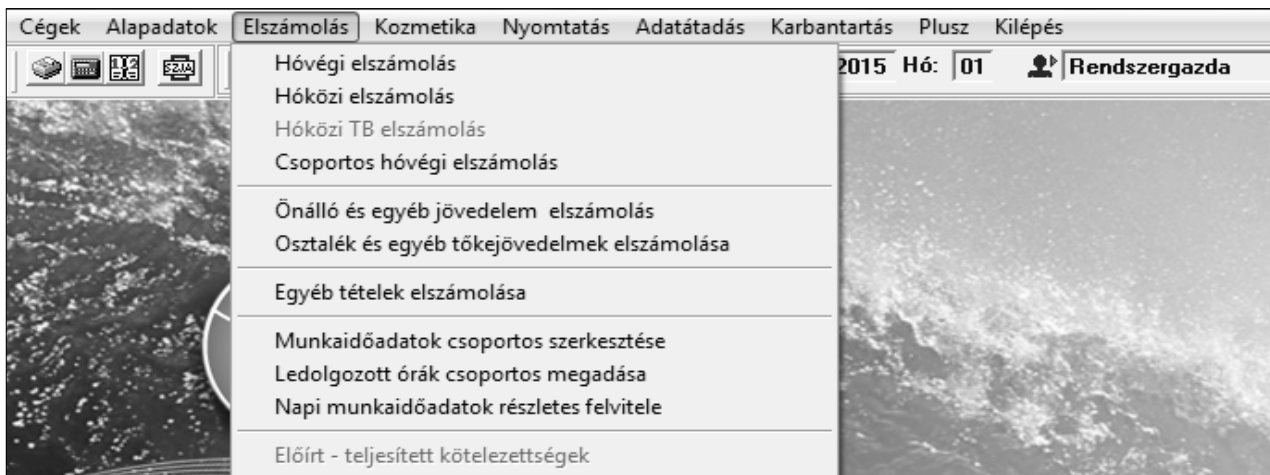 Cégek Alapadatok Elszámolás Kozmetika Nyomtatás Adatátadás Karbantartás Plusz Kilépés
SZJA 2015 Hó: 01 Rendszergazda
Hóvégi elszámolás
Hóközi elszámolás
Hóközi TB elszámolás
Csoportos hóvégi elszámolás
Önálló és egyéb jövedelem elszámolás
Osztalék és egyéb tőkejövedelmek elszámolása
Egyéb tételek elszámolása
Munkaidőadatok csoportos szerkesztése
Ledolgozott órák csoportos megadása
Napi munkaidőadatok részletes felvitele
Előírt - teljesített kötelezettségek